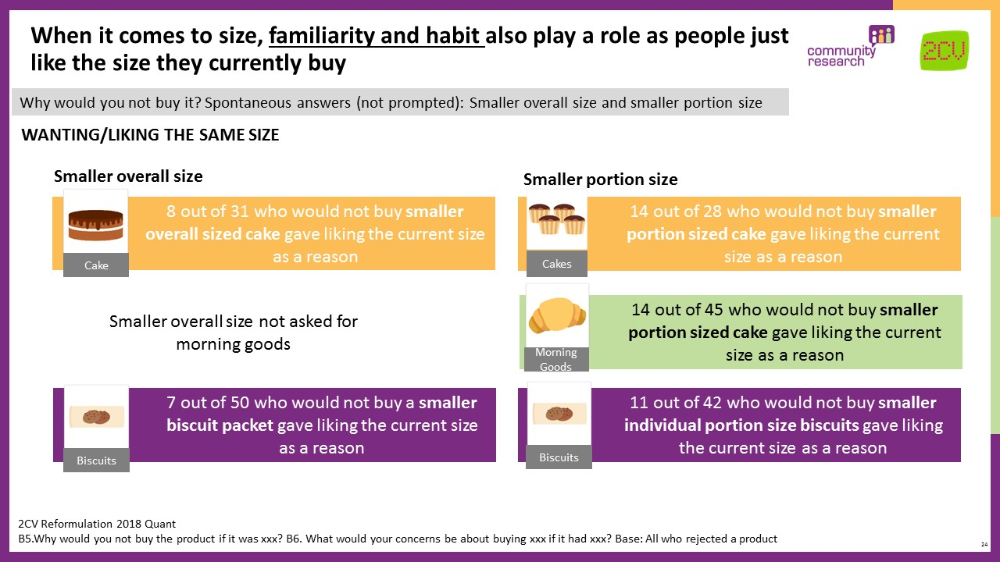 When it comes to size, familiarity and habit also play a role as people just
like the size they currently buy
community
research
2CV
Why would you not buy it? Spontaneous answers (not prompted): Smaller overall size and smaller portion size
WANTING/LIKING THE SAME SIZE
Smaller overall size
8 out of 31 who would not buy smaller
overall sized cake gave liking the current size
as a reason
Cake
Smaller overall size not asked for
morning goods
7 out of 50 who would not buy a smaller
biscuit packet gave liking the current size
as a reason
Biscuits
Smaller portion size
14 out of 28 who would not buy smaller
portion sized cake gave liking the current
size as a reason
Cakes
14 out of 45 who would not buy smaller
portion sized cake gave liking the current
size as a reason
Morning
Goods
11 out of 42 who would not buy smaller
individual portion size biscuits gave liking
the current size as a reason
Biscuits
2CV Reformulation 2018 Quant
B5.Why would you not buy the product if it was xxx? B6. What would your concerns be about buying xxx if it had xxx? Base: All who rejected a product
24